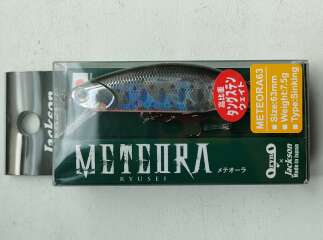 Jackson
高比重
タングステン
ウェイト
METEORA63
Size:63mm
Weight:7.5g
Type:Sinking
METEORA
RYUSEI
メテオーラ
×
Jackson
Made in Japan